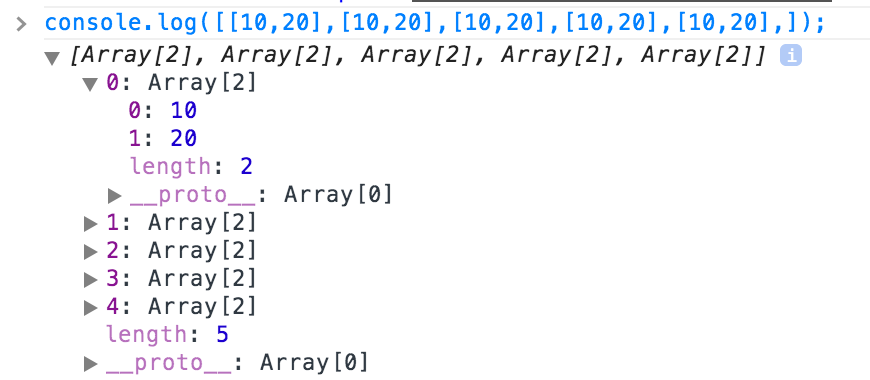 > console.log([[10,20],[10,20],[10,20],[10,20],[10,20],]);
▼ [Array[2], Array[2], Array[2], Array[2], Array[2]] i
▼ 0: Array[2]
0: 10
1: 20
length: 2
▶ __proto__: Array[0]
▶ 1: Array[2]
▶ 2: Array[2]
▶ 3: Array[2]
▶ 4: Array[2]
length: 5
▶ __proto__: Array[0]